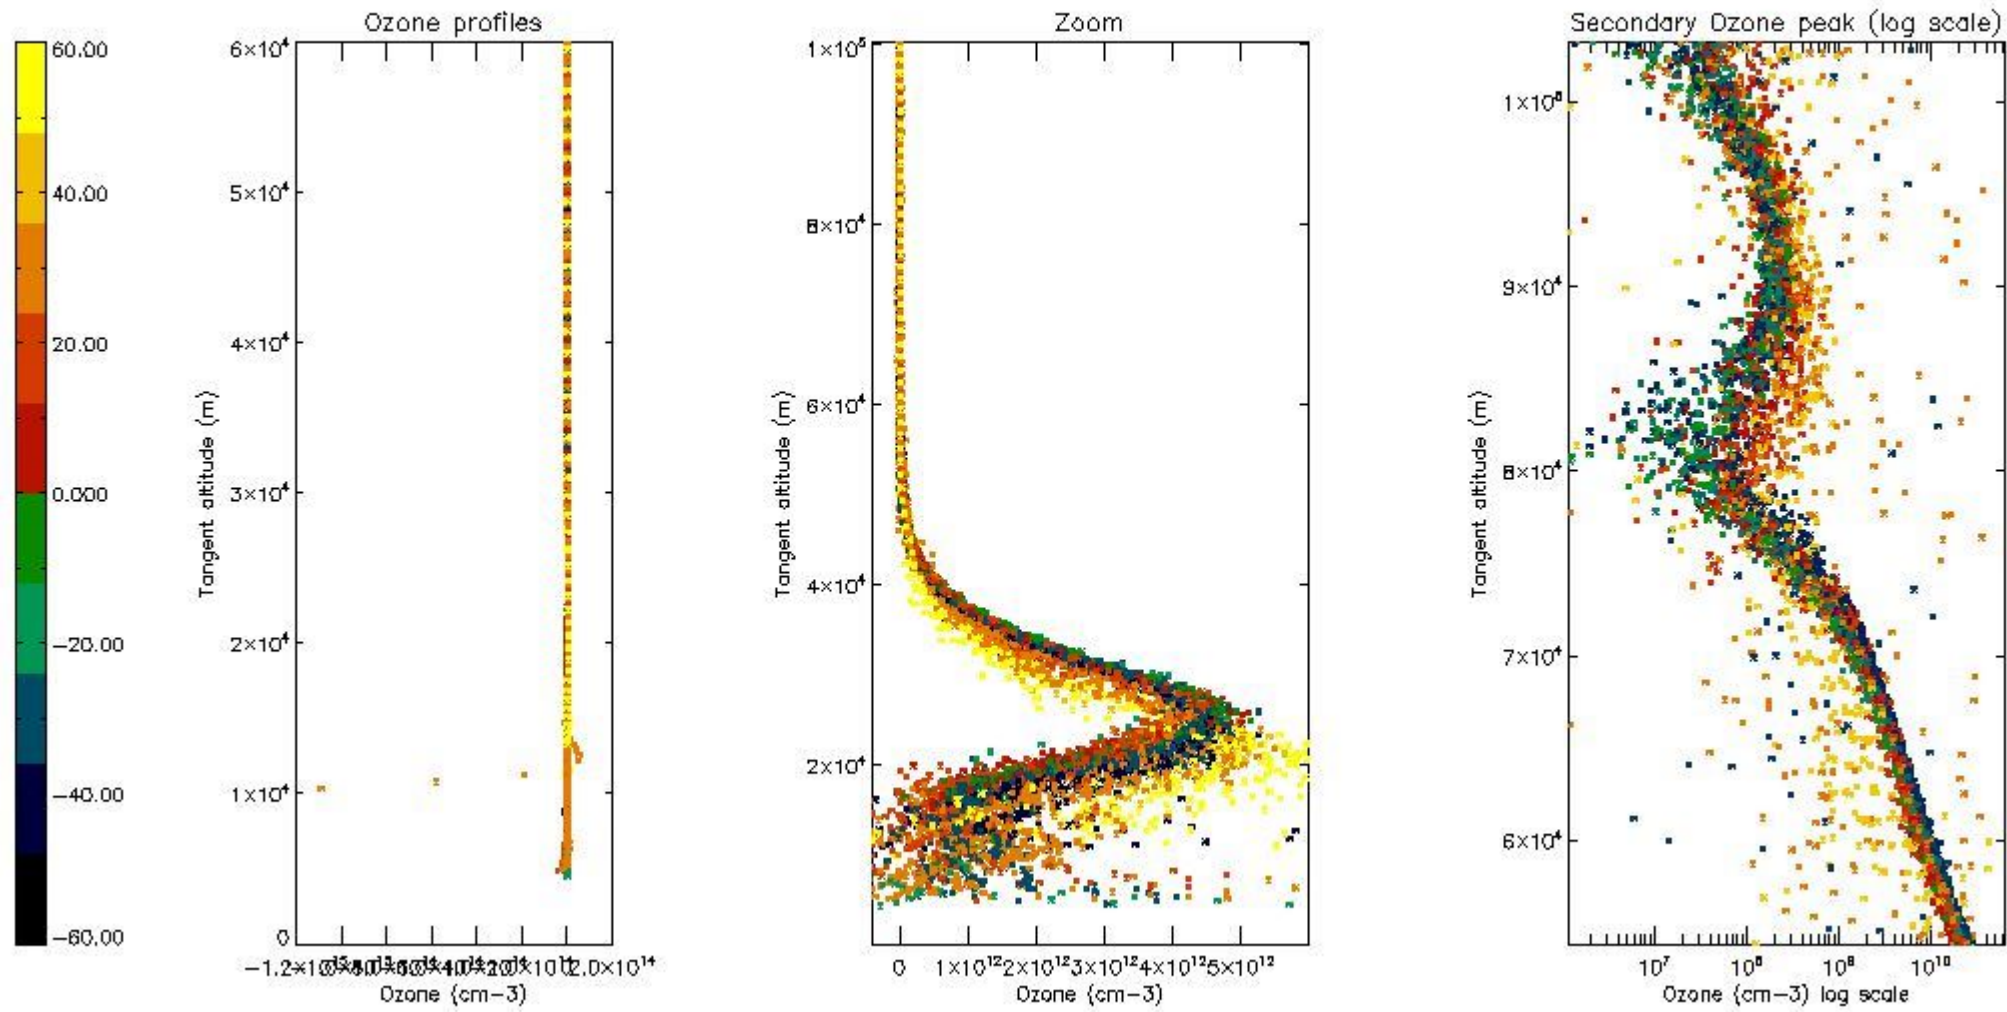 Ozone profiles
Zoom
Secondary Ozone peak (log scale)
60.00
40.00
20.00
0.000
−20.00
−40.00
−60.00
6×10⁴
5×10⁴
4×10⁴
3×10⁴
2×10⁴
1×10⁴
0
Tangent altitude (m)
2.0×10¹⁴
Ozone (cm−3)
1×10⁵
8×10⁴
6×10⁴
4×10⁴
2×10⁴
Tangent altitude (m)
0 1×10¹² 2×10¹² 3×10¹² 4×10¹² 5×10¹²
Ozone (cm−3)
1×10⁵
9×10⁴
8×10⁴
7×10⁴
6×10⁴
Tangent altitude (m)
10⁷ 10⁸ 10⁹ 10¹⁰
Ozone (cm−3) log scale